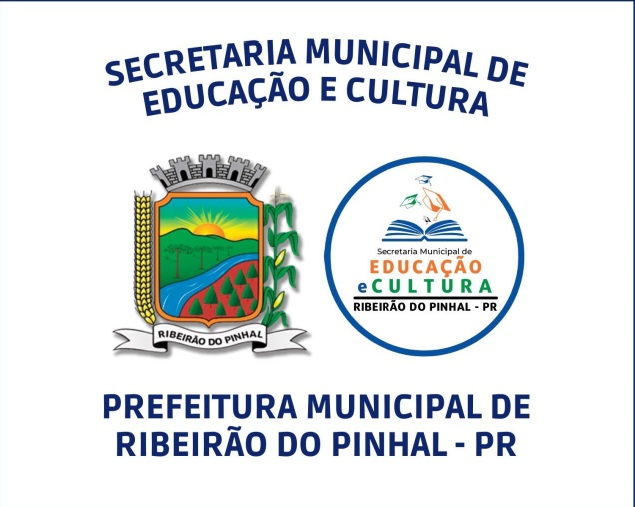 SECRETARIA MUNICIPAL DE
EDUCAÇÃO E CULTURA
RIBEIRÃO DO PINHAL
Secretaria Municipal de
EDUCAÇÃO
e CULTURA
RIBEIRÃO DO PINHAL - PR
PREFEITURA MUNICIPAL DE
RIBEIRÃO DO PINHAL - PR